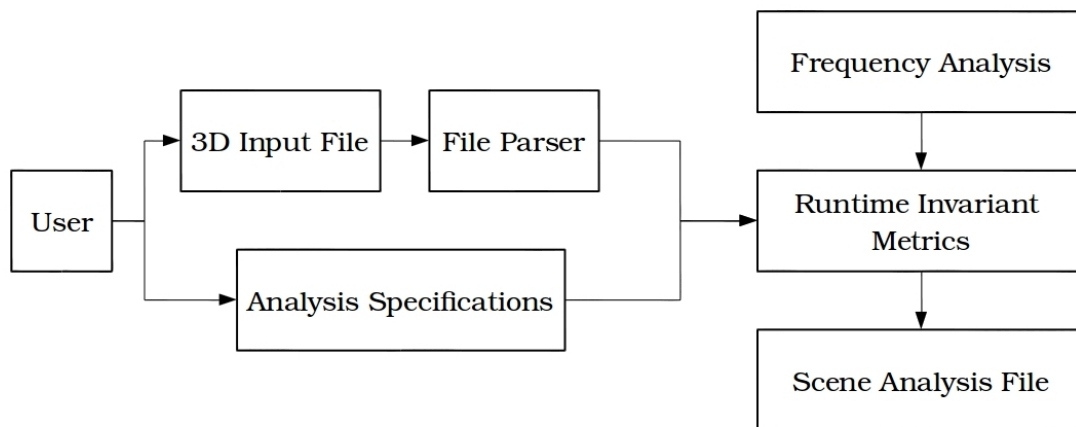 Frequency Analysis
3D Input File
File Parser
User
Runtime Invariant
Metrics
Analysis Specifications
Scene Analysis File